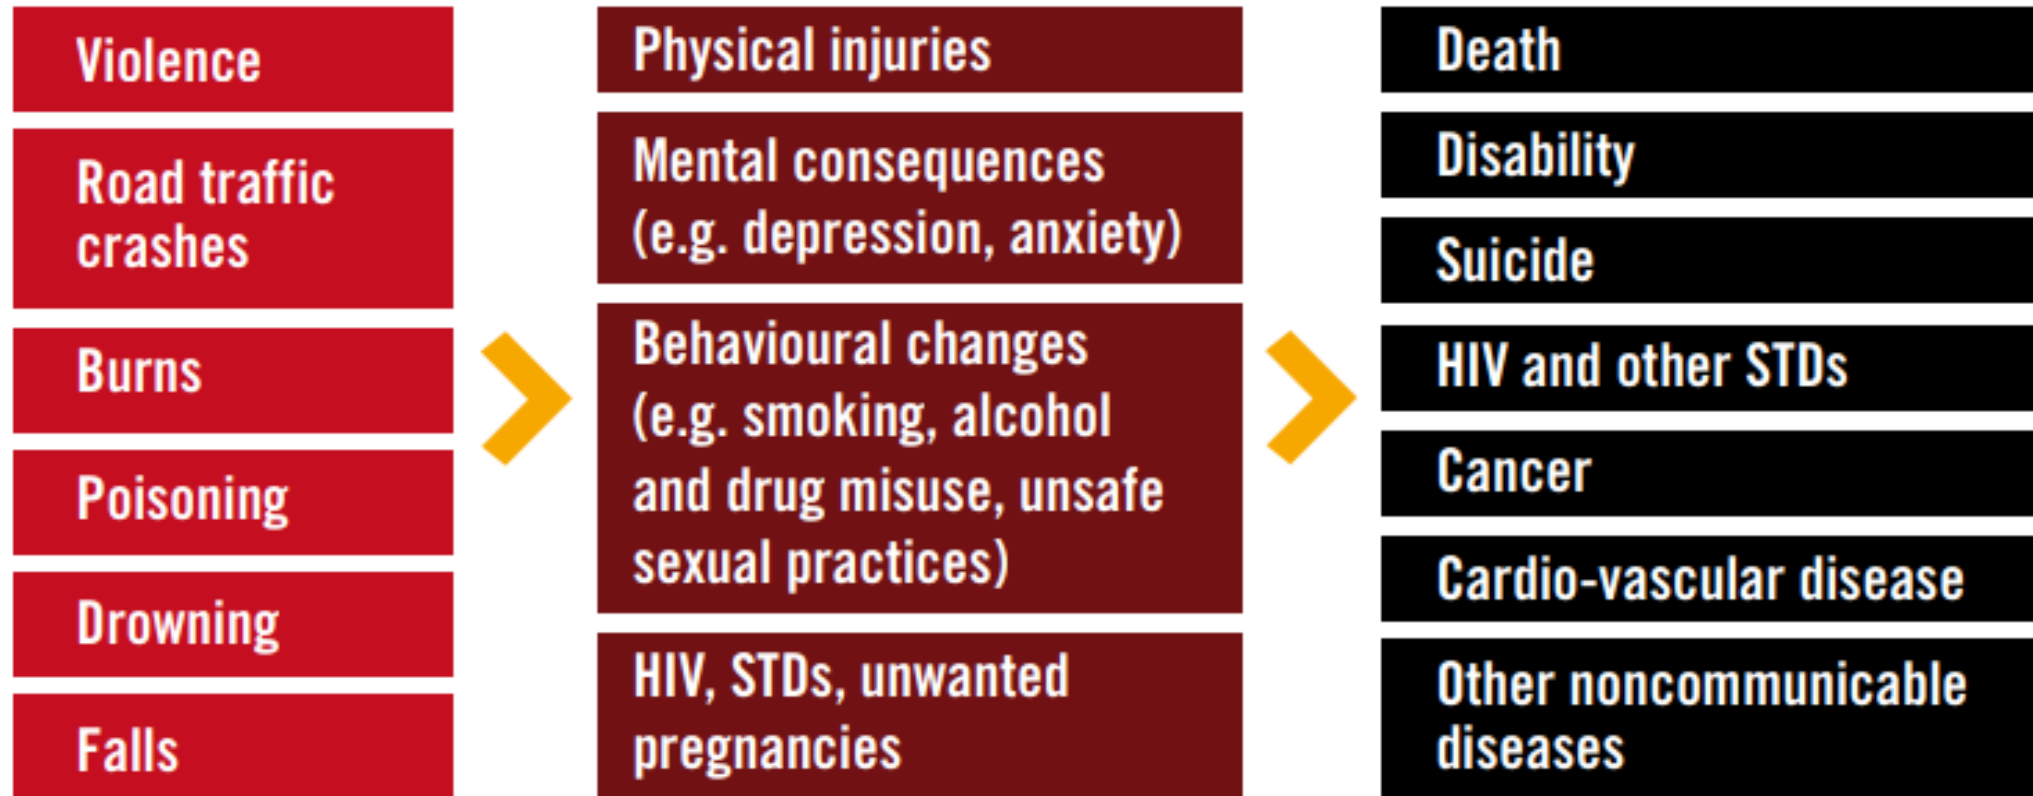 Violence
Road traffic
crashes
Burns
Poisoning
Drowning
Falls
Physical injuries
Mental consequences
(e.g. depression, anxiety)
Behavioural changes
(e.g. smoking, alcohol
and drug misuse, unsafe
sexual practices)
HIV, STDs, unwanted
pregnancies
Death
Disability
Suicide
HIV and other STDs
Cancer
Cardio-vascular disease
Other noncommunicable
diseases